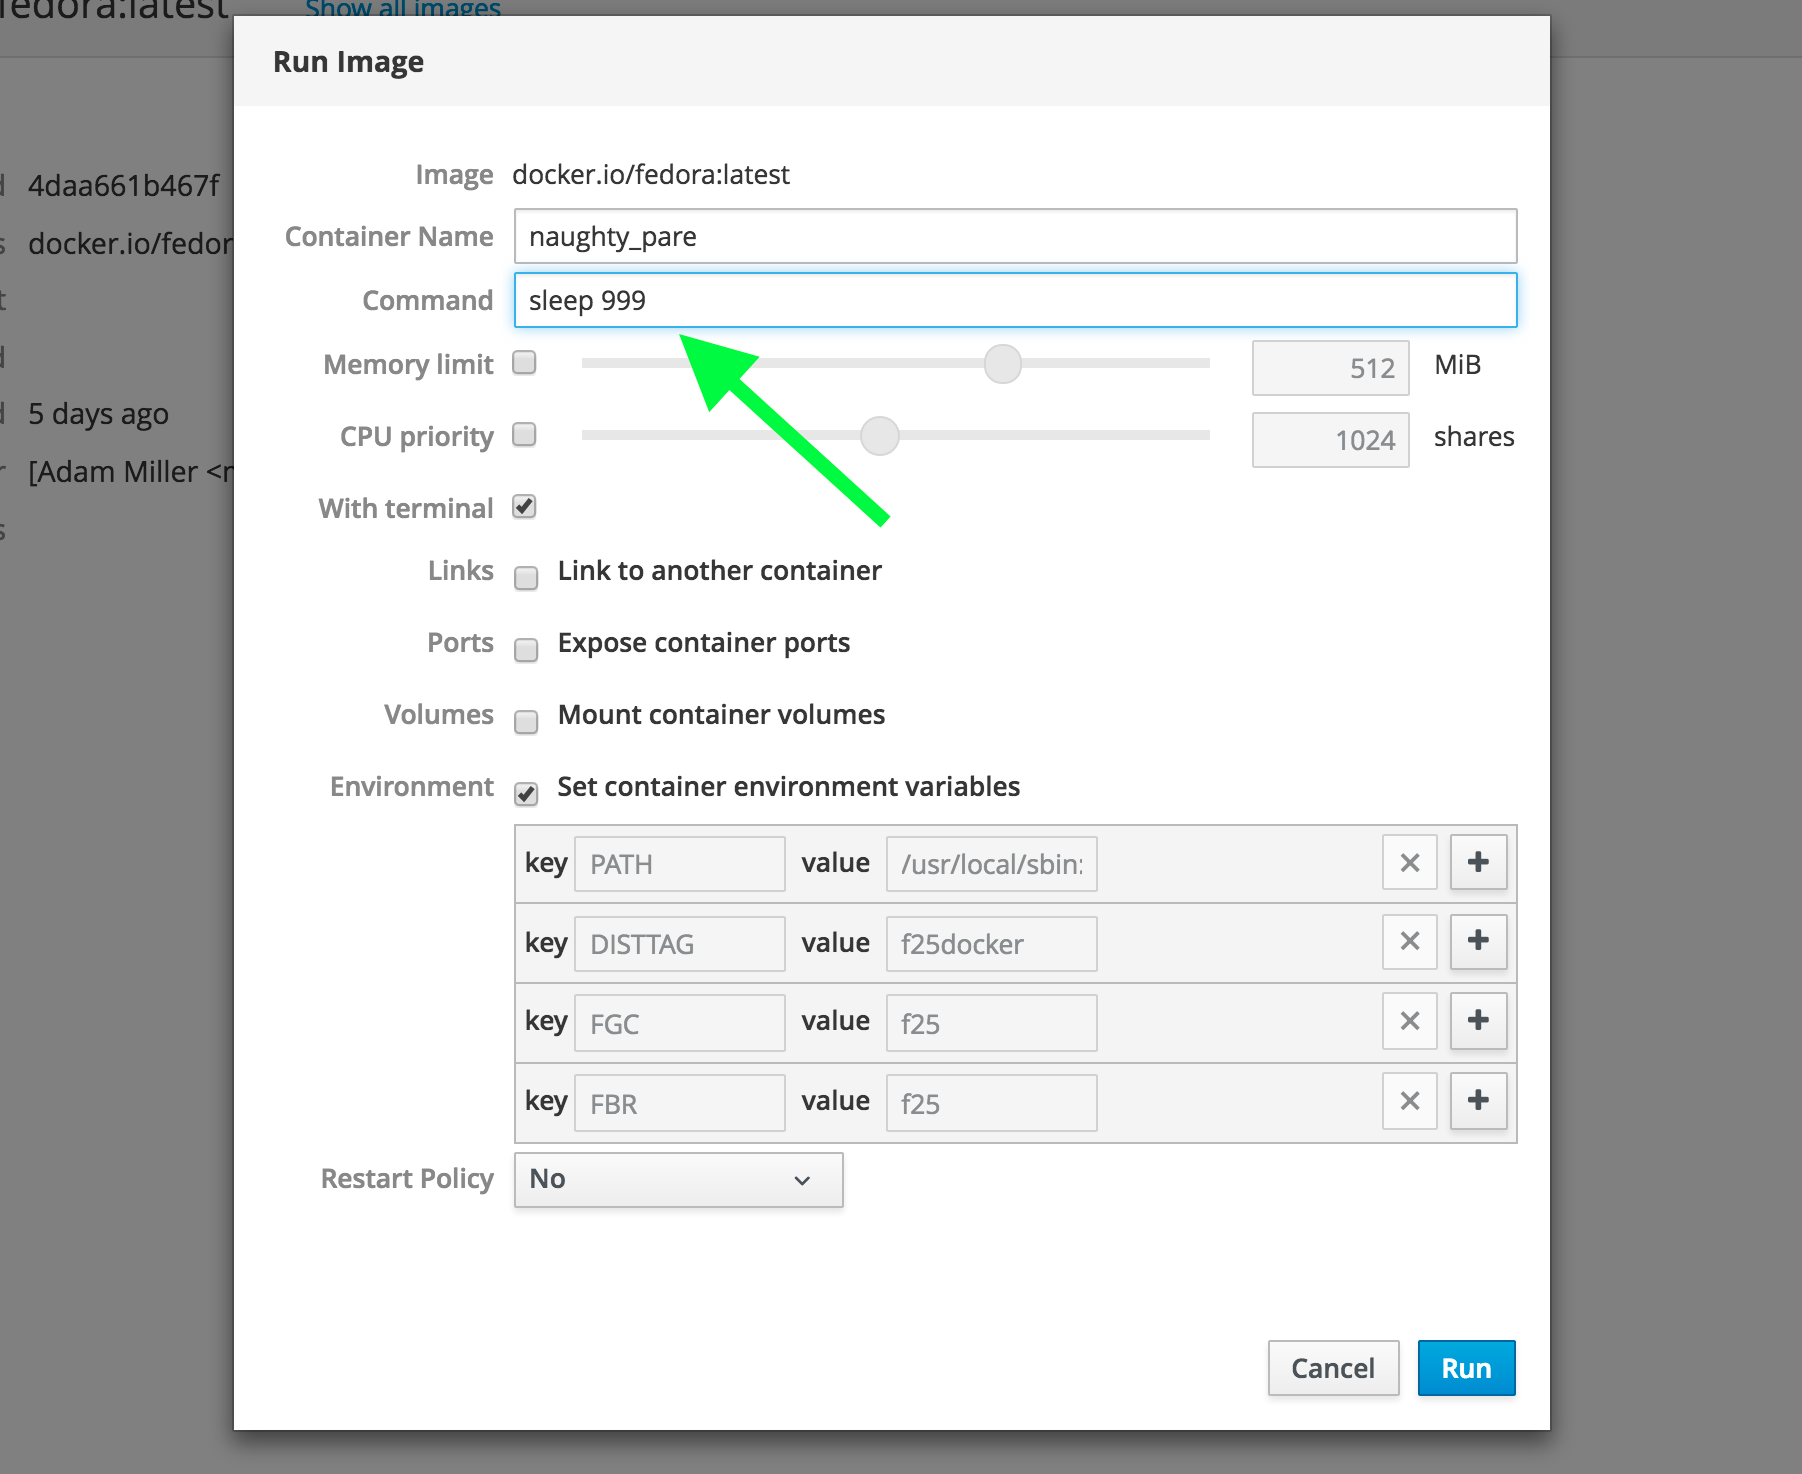 fedora:latest Show all images
Run Image
4daa661b467f
docker.io/fedor
5 days ago
[Adam Miller <
Image docker.io/fedora:latest
Container Name naughty_pare
Command sleep 999
Memory limit 512 MiB
CPU priority 1024 shares
With terminal
Links Link to another container
Ports Expose container ports
Volumes Mount container volumes
Environment Set container environment variables
key PATH value /usr/local/sbin:
key DISTTAG value f25docker
key FGC value f25
key FBR value f25
Restart Policy No
Cancel Run